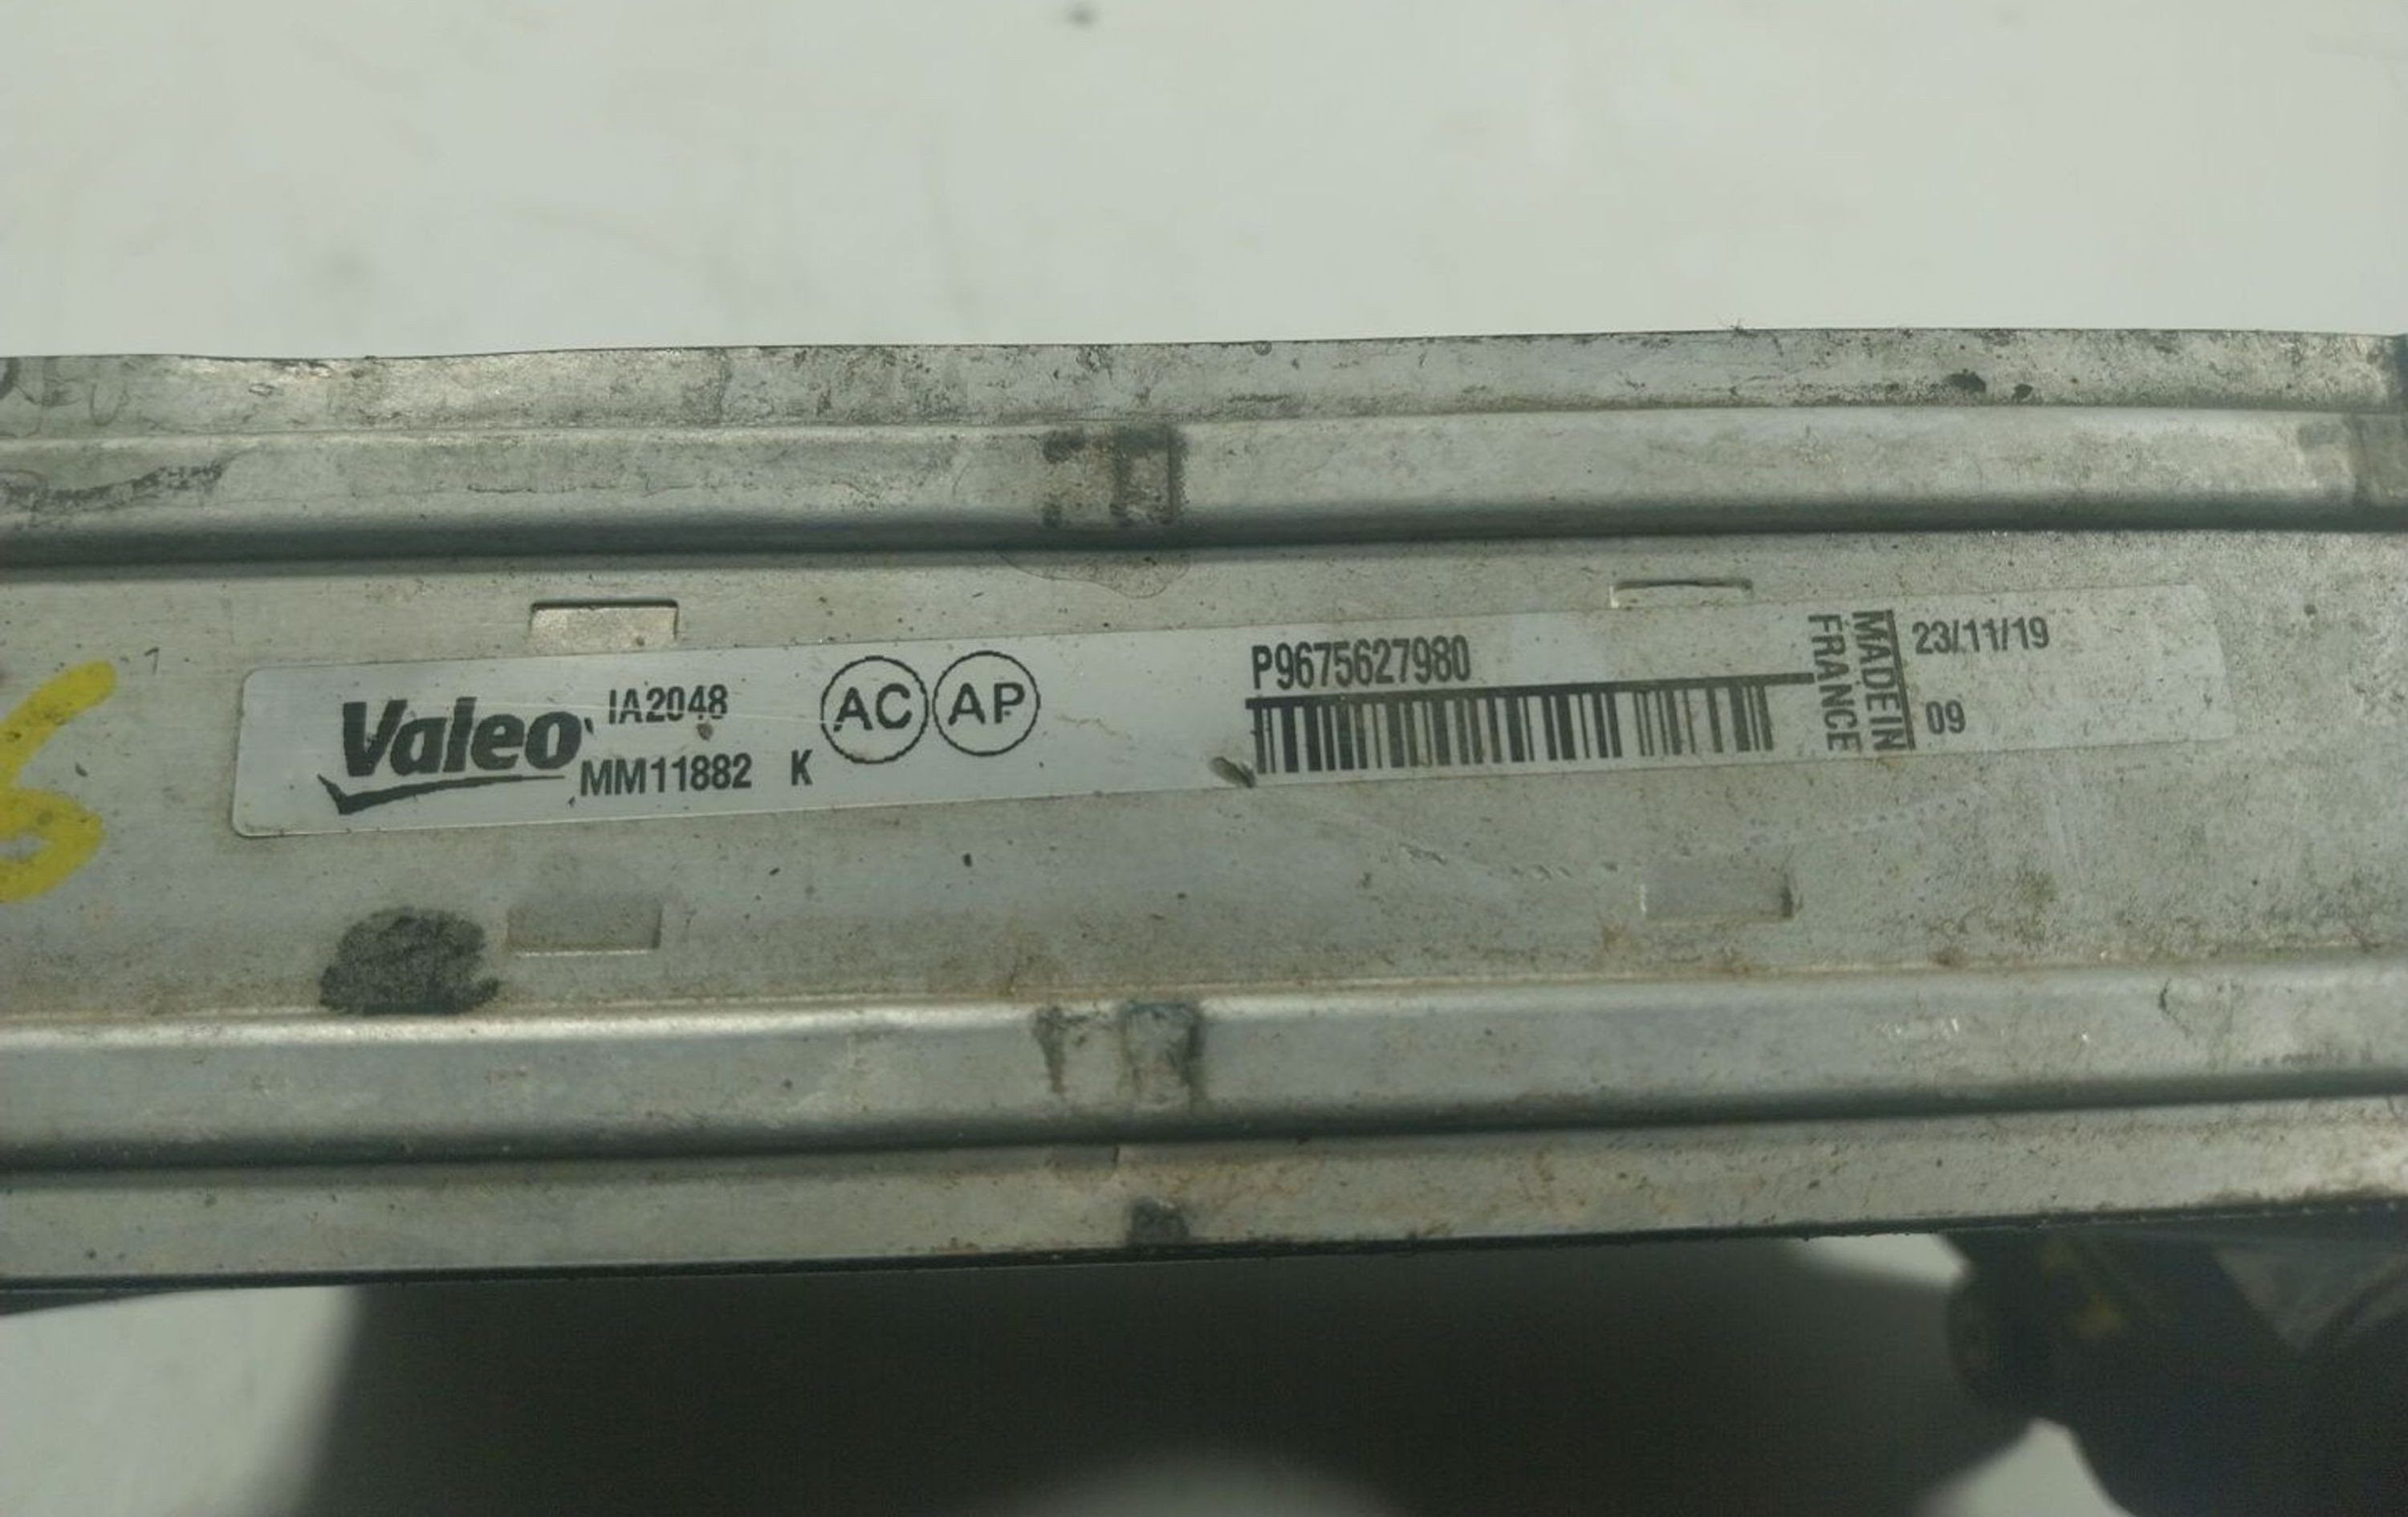 Valeo
IA2048
MM11882 K
AC AP
P9675627980
MADE IN
FRANCE
23/11/19
09